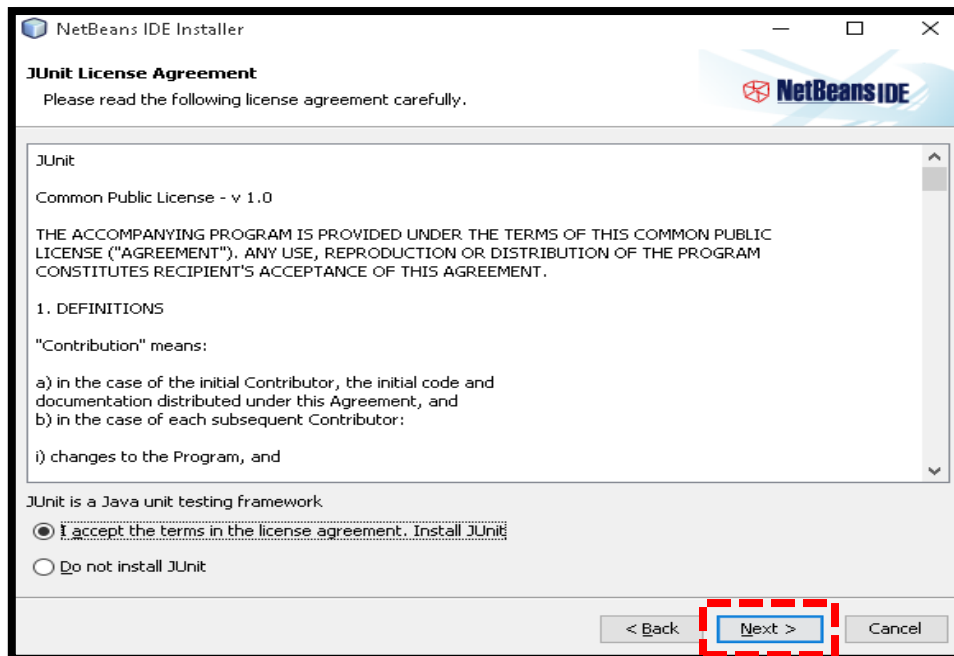 NetBeans IDE Installer
JUnit License Agreement
Please read the following license agreement carefully.
NetBeans IDE
JUnit
Common Public License - v 1.0
THE ACCOMPANYING PROGRAM IS PROVIDED UNDER THE TERMS OF THIS COMMON PUBLIC
LICENSE ("AGREEMENT"). ANY USE, REPRODUCTION OR DISTRIBUTION OF THE PROGRAM
CONSTITUTES RECIPIENT'S ACCEPTANCE OF THIS AGREEMENT.
1. DEFINITIONS
"Contribution" means:
a) in the case of the initial Contributor, the initial code and
documentation distributed under this Agreement, and
b) in the case of each subsequent Contributor:
i) changes to the Program, and
JUnit is a Java unit testing framework
I accept the terms in the license agreement. Install JUnit
Do not install JUnit
< Back
Next >
Cancel